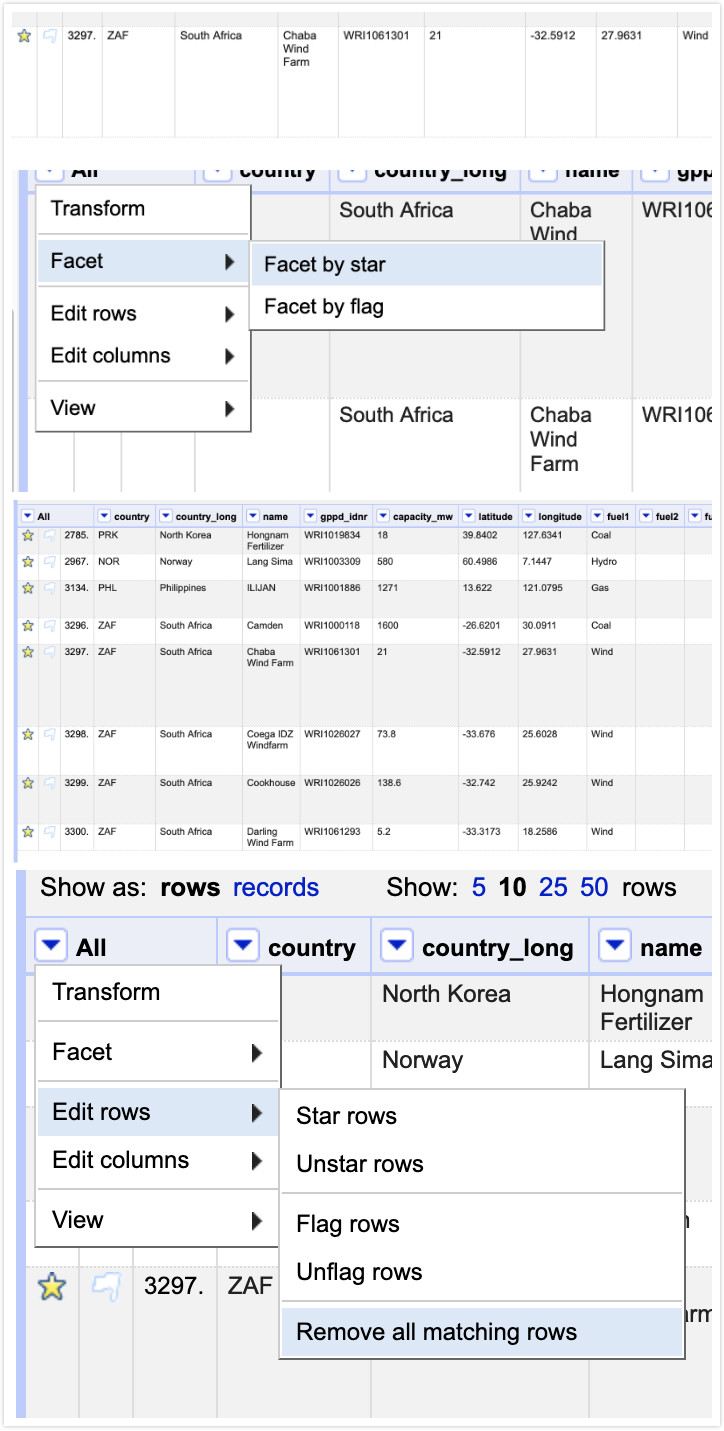 3297. ZAF South Africa Chaba WRI1061301 21 -32.5912 27.9631 Wind
Wind
Farm
All country country_long name gpp
Transform
South Africa Chaba WRI106
Wind
Facet Facet by star
Edit rows Facet by flag
Edit columns
View South Africa Chaba WRI106
Wind
Farm
All country country_long name gppd_idnr capacity_mw latitude longitude fuel1 fuel2 fu
2785. PRK North Korea Hongnam WRI1019834 18 39.8402 127.6341 Coal
Fertilizer
2967. NOR Norway Lang Sima WRI1003309 580 60.4986 7.1447 Hydro
3134. PHL Philippines ILIJAN WRI1001886 1271 13.622 121.0795 Gas
3296. ZAF South Africa Camden WRI1000118 1600 -26.6201 30.0911 Coal
3297. ZAF South Africa Chaba WRI1061301 21 -32.5912 27.9631 Wind
Wind Farm
3298. ZAF South Africa Coega IDZ WRI1026027 73.8 -33.676 25.6028 Wind
Windfarm
3299. ZAF South Africa Cookhouse WRI1026026 138.6 -32.742 25.9242 Wind
3300. ZAF South Africa Darling WRI1061293 5.2 -33.3173 18.2586 Wind
Wind Farm
Show as: rows records Show: 5 10 25 50 rows
All country country_long name
Transform North Korea Hongnam
Fertilizer
Facet Norway Lang Sima
Edit rows Star rows
Edit columns Unstar rows
View Flag rows
Unflag rows
3297. ZAF
Remove all matching rows